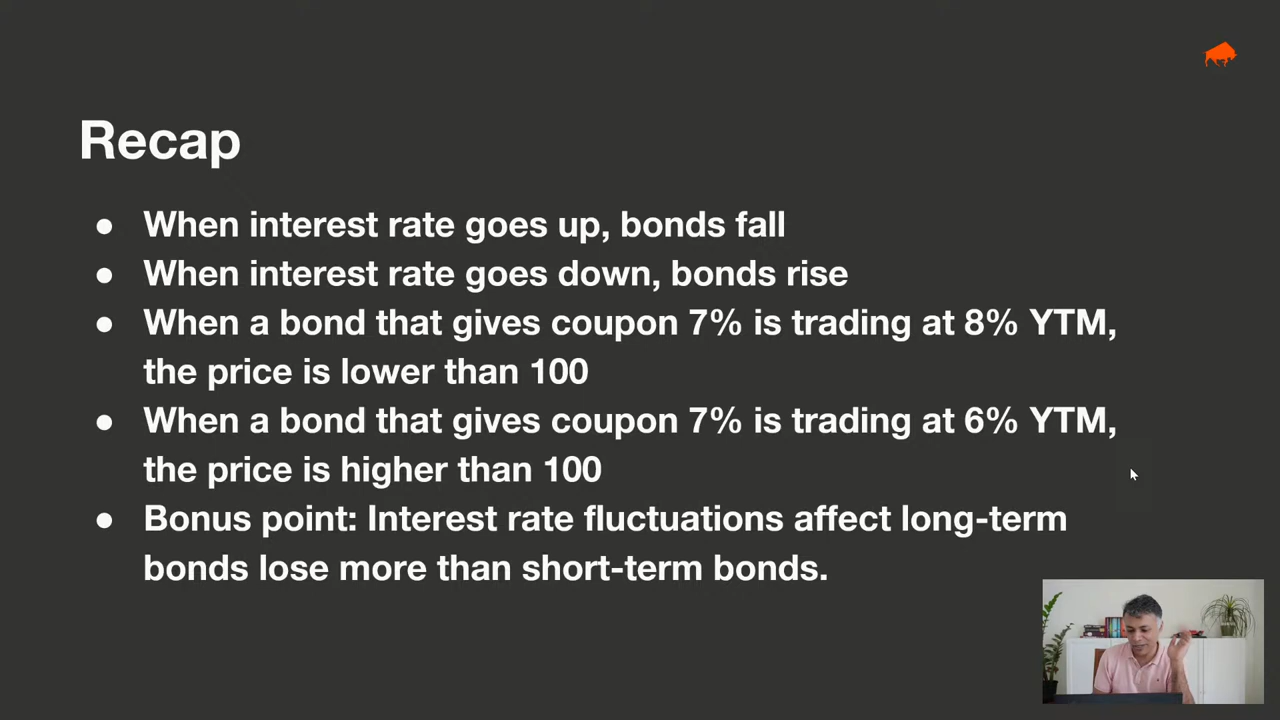 Recap
● When interest rate goes up, bonds fall
● When interest rate goes down, bonds rise
● When a bond that gives coupon 7% is trading at 8% YTM,
the price is lower than 100
● When a bond that gives coupon 7% is trading at 6% YTM,
the price is higher than 100
● Bonus point: Interest rate fluctuations affect long-term
bonds lose more than short-term bonds.